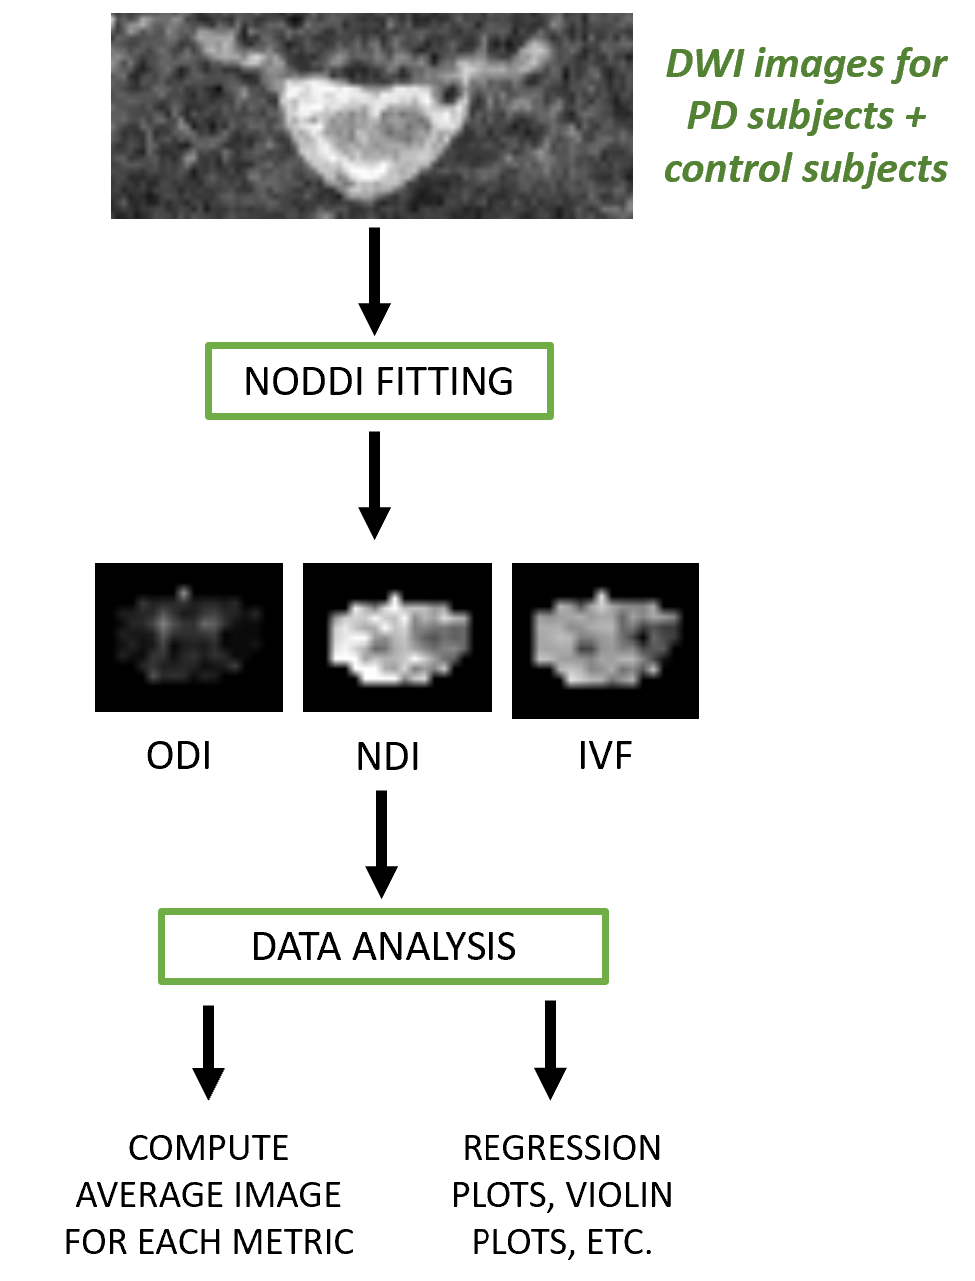 DWI images for
PD subjects +
control subjects
NODDI FITTING
ODI
NDI
IVF
DATA ANALYSIS
COMPUTE
AVERAGE IMAGE
FOR EACH METRIC
REGRESSION
PLOTS, VIOLIN
PLOTS, ETC.